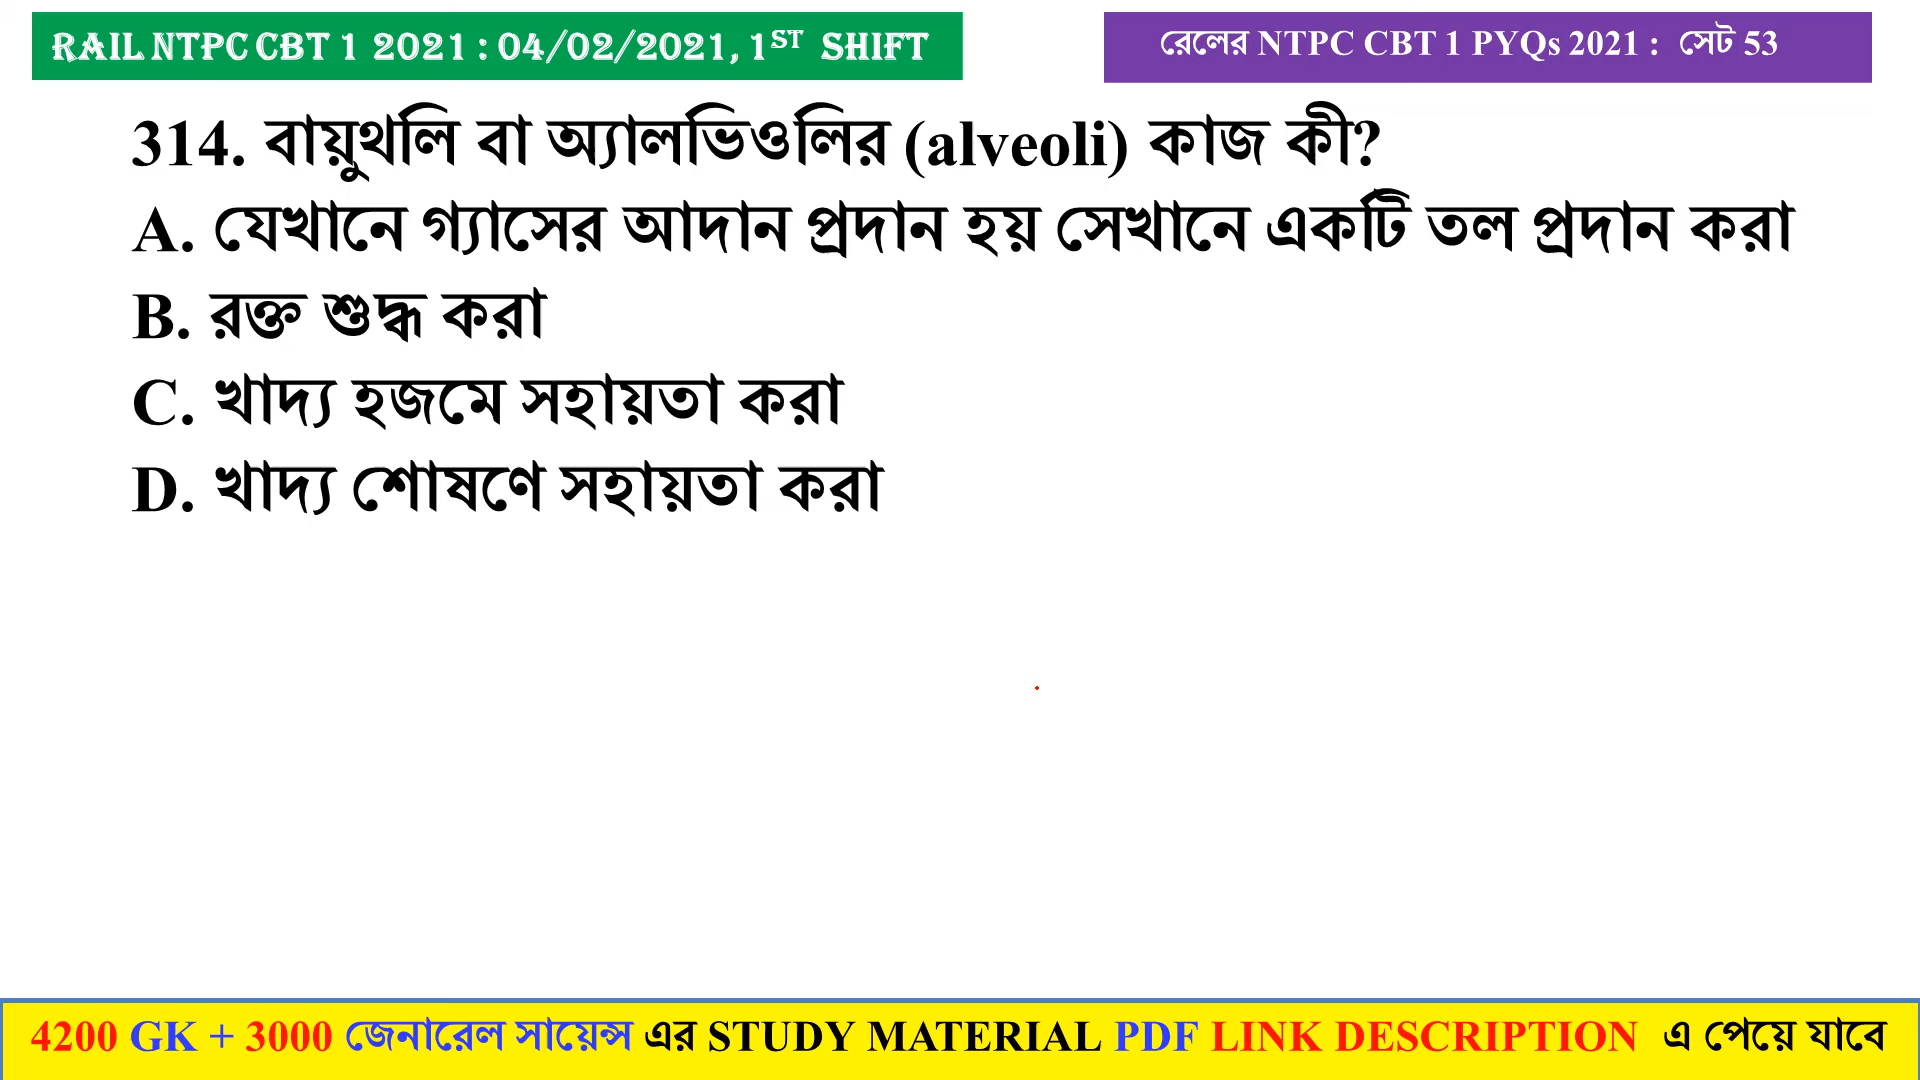 RAIL NTPC CBT 1 2021 : 04/02/2021, 1ST SHIFT
রেলের NTPC CBT 1 PYQs 2021 : সেট 53
314. বায়ুথলি বা অ্যালভিওলির (alveoli) কাজ কী?
A. যেখানে গ্যাসের আদান প্রদান হয় সেখানে একটি তল প্রদান করা
B. রক্ত শুদ্ধ করা
C. খাদ্য হজমে সহায়তা করা
D. খাদ্য শোষণে সহায়তা করা
4200 GK + 3000 জেনারেল সায়েন্স এর STUDY MATERIAL PDF LINK DESCRIPTION এ পেয়ে যাবে